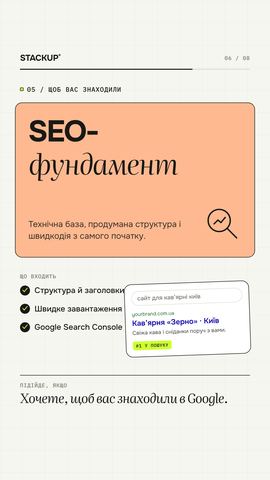 STACKUP°
06 / 08
05 / ЩОБ ВАС ЗНАХОДИЛИ
SEO-
фундамент
Технічна база, продумана структура і
швидкодія з самого початку.
ЩО ВХОДИТЬ
Структура й заголовки
Швидке завантаження
Google Search Console
сайт для кав'ярні київ
yourbrand.com.ua
Кав'ярня «Зерно» · Київ
Свіжа кава і сніданки поруч з вами.
#1 У ПОШУКУ
ПІДІЙДЕ, ЯКЩО
Хочете, щоб вас знаходили в Google.